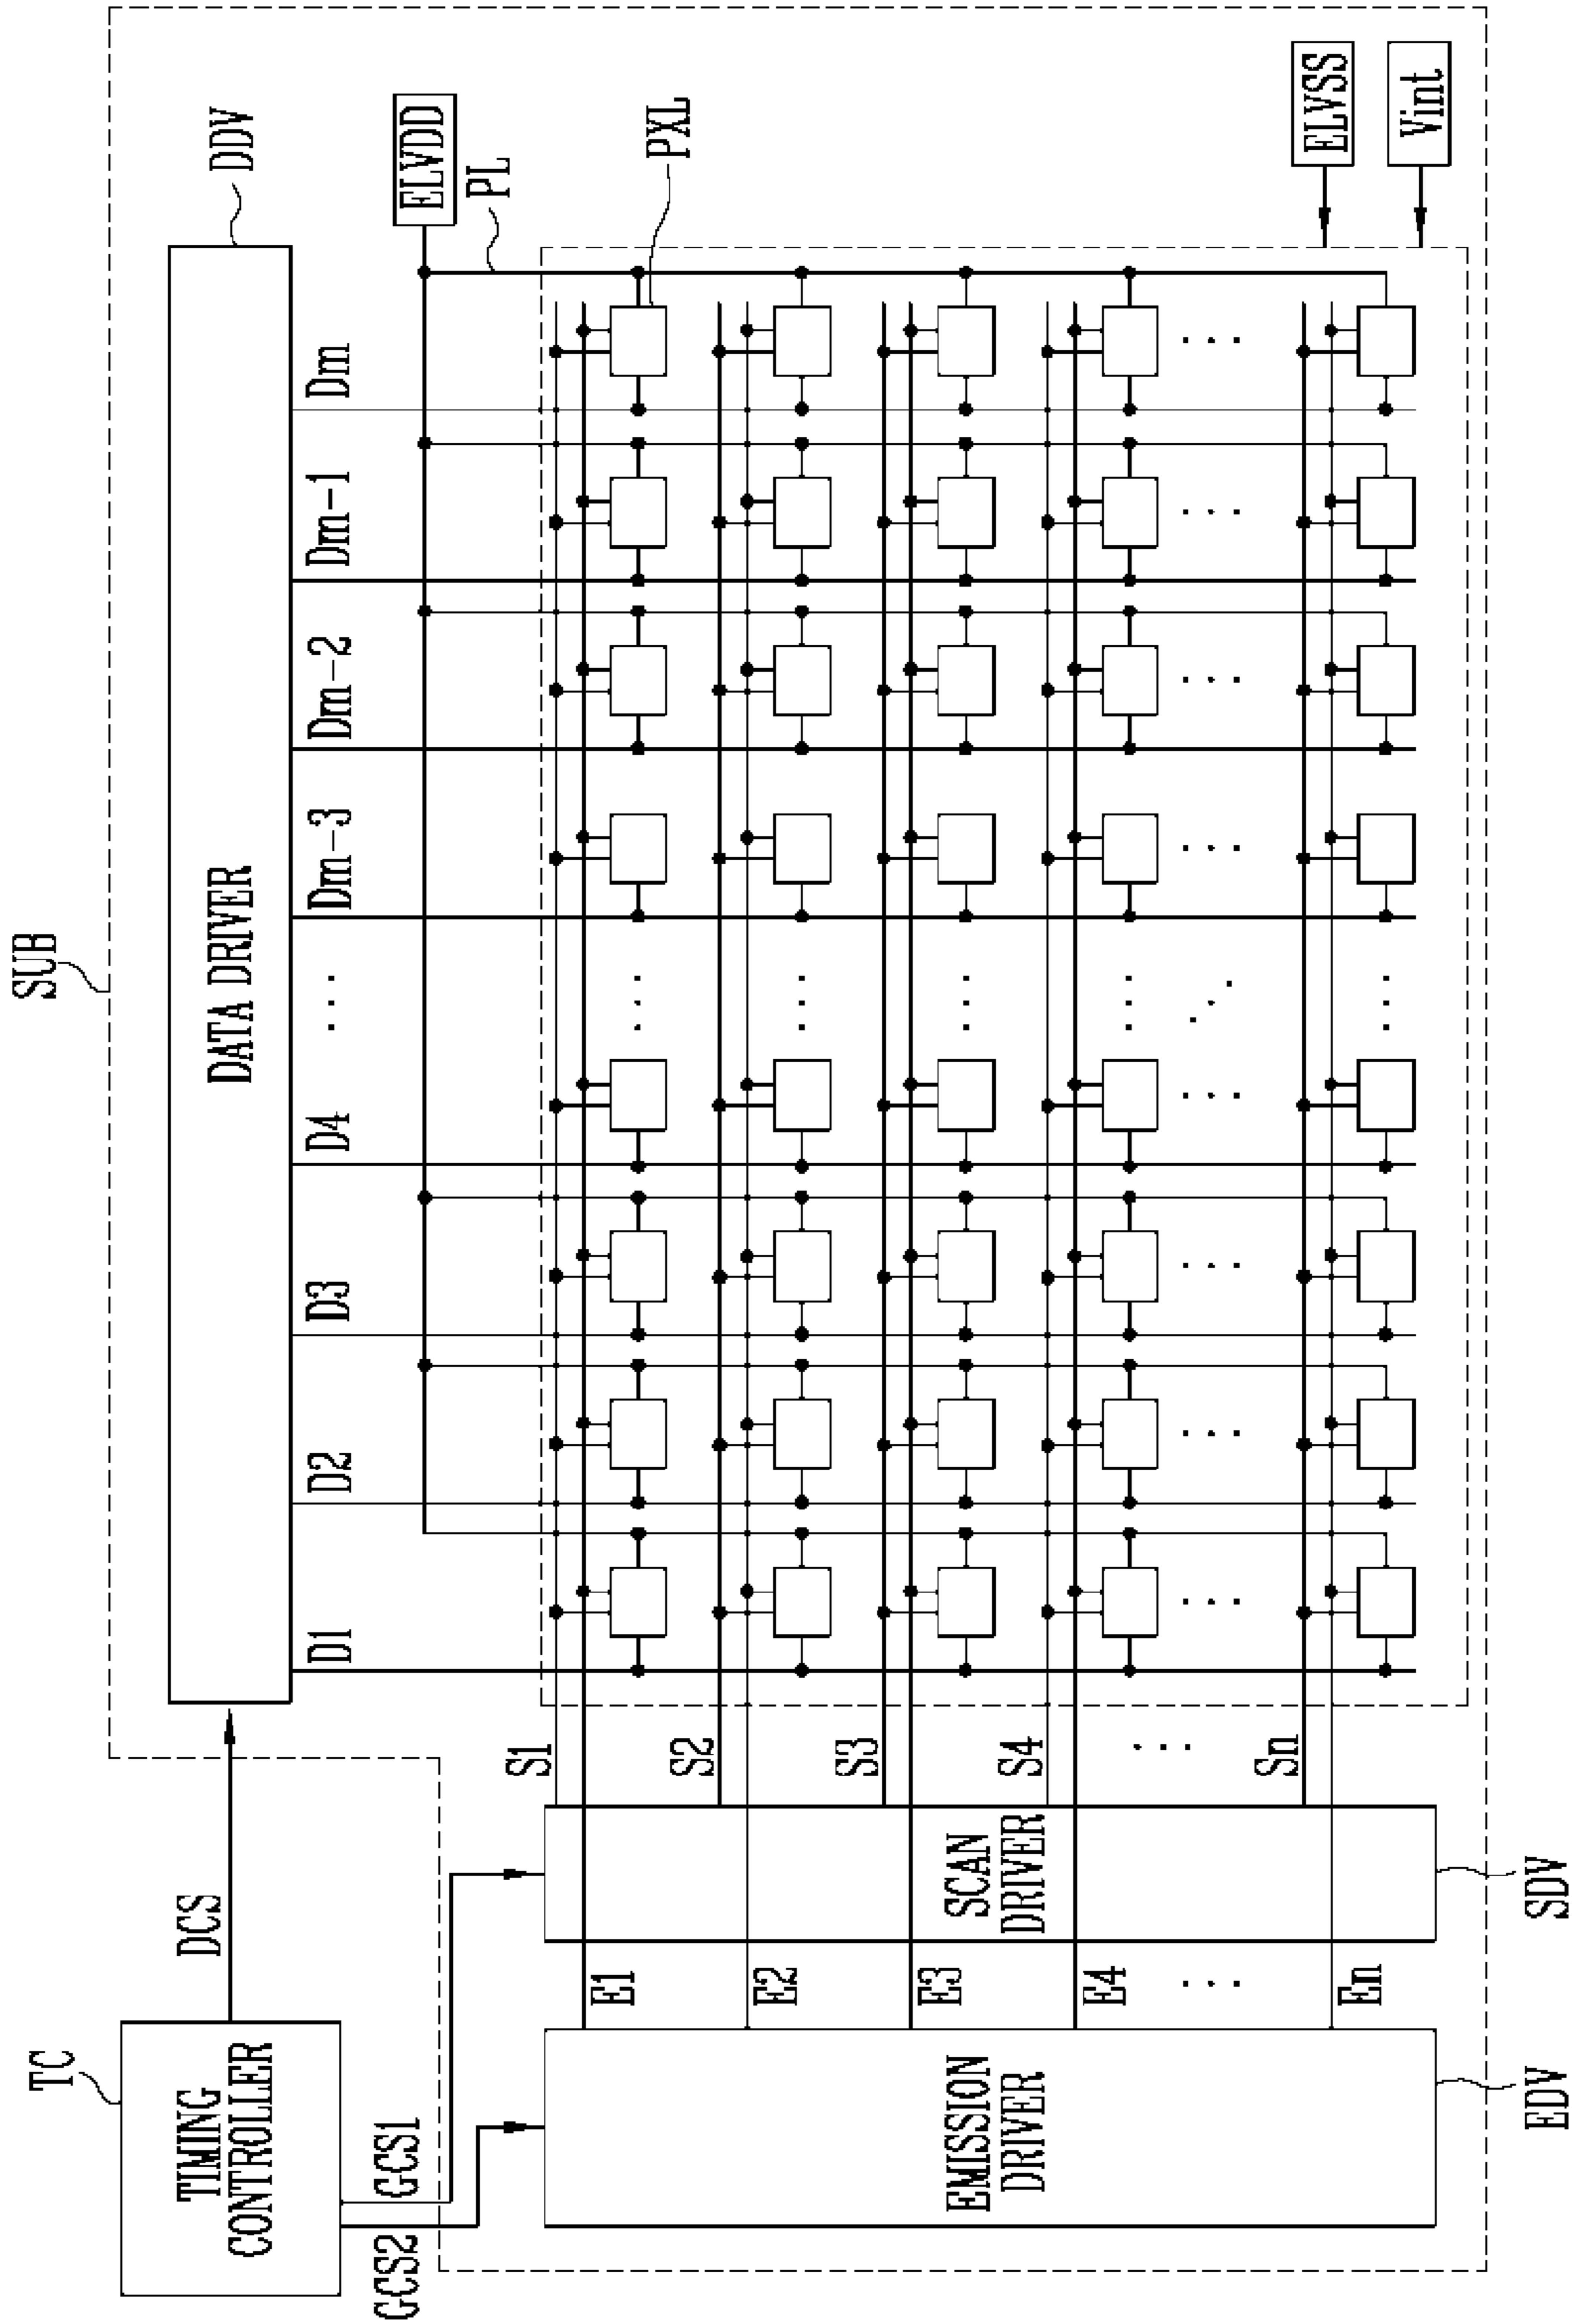 SUB
TC
TIMING
CONTROLLER
DCS
DATA DRIVER
DDV
GCS2
GCS1
D1
D2
D3
D4
...
Dm-3
Dm-2
Dm-1
Dm
ELVDD
PL
PXL
EMISSION
DRIVER
EDV
SCAN
DRIVER
SDV
S1
E1
S2
E2
S3
E3
S4
E4
...
Sn
En
ELVSS
Vint